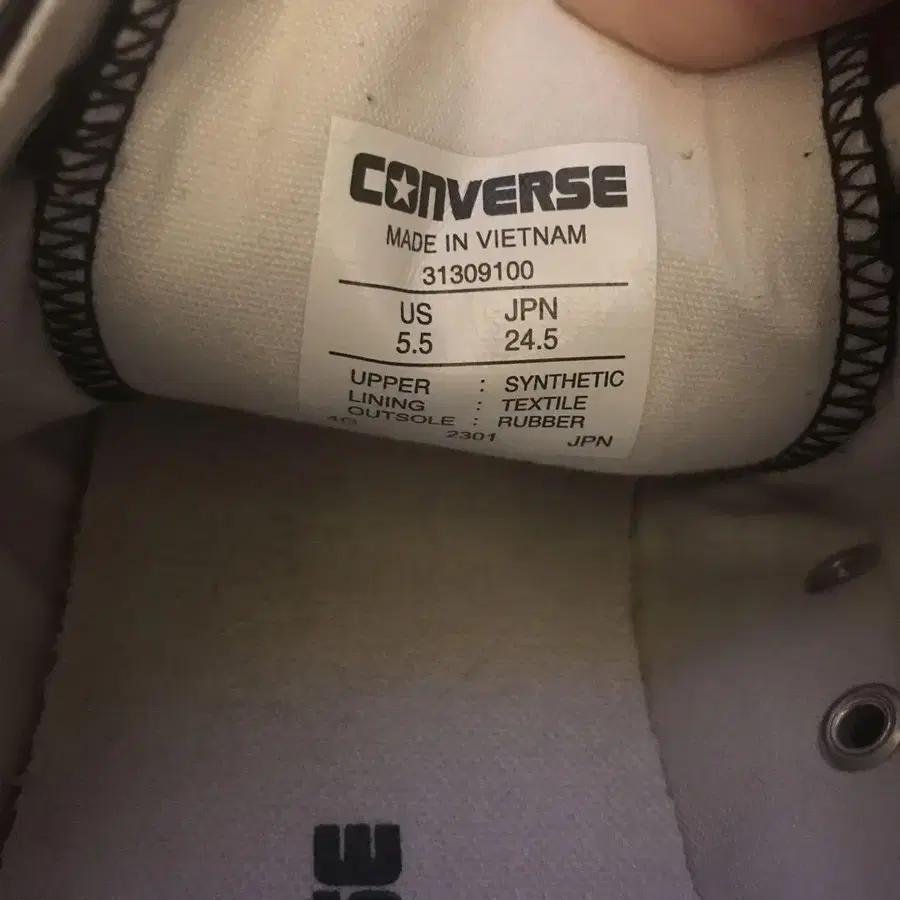 CONVERSE
MADE IN VIETNAM
31309100
US JPN
5.5 24.5
UPPER : SYNTHETIC
LINING : TEXTILE
OUTSOLE : RUBBER
2301 JPN
E